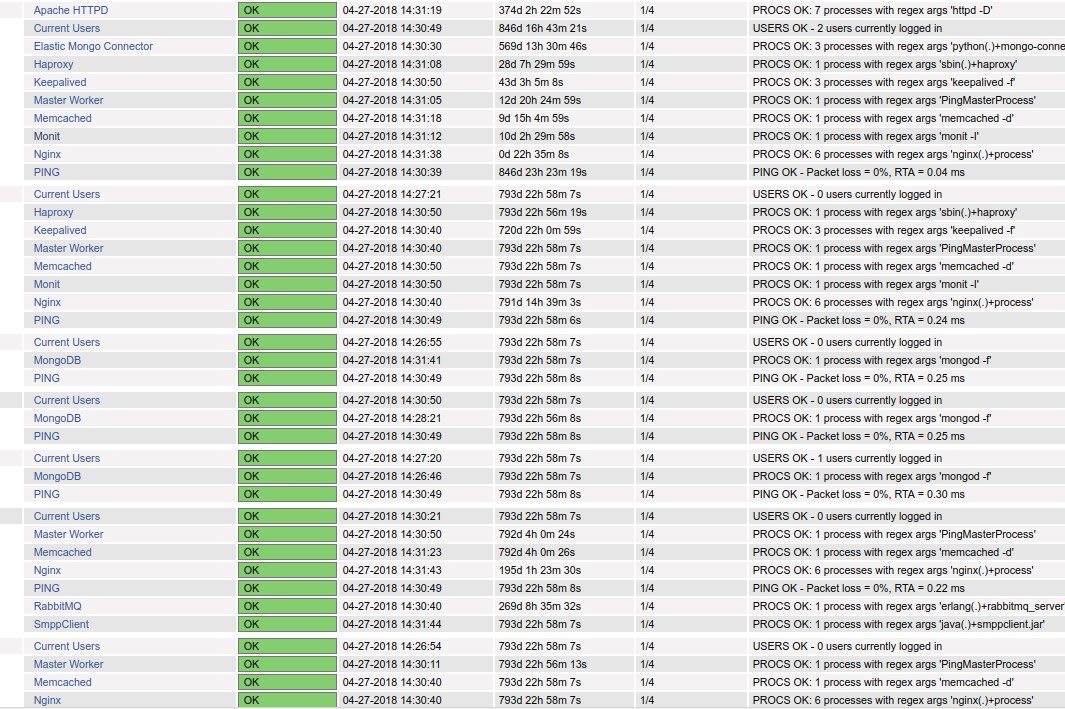 Apache HTTPD OK 04-27-2018 14:31:19 374d 2h 22m 52s 1/4 PROCS OK: 7 processes with regex args 'httpd -D'
Current Users OK 04-27-2018 14:30:49 846d 16h 43m 21s 1/4 USERS OK - 2 users currently logged in
Elastic Mongo Connector OK 04-27-2018 14:30:30 569d 13h 30m 46s 1/4 PROCS OK: 3 processes with regex args 'python(.)+mongo-conne
Haproxy OK 04-27-2018 14:31:08 28d 7h 29m 59s 1/4 PROCS OK: 1 process with regex args 'sbin(.)+haproxy'
Keepalived OK 04-27-2018 14:30:50 43d 3h 5m 8s 1/4 PROCS OK: 3 processes with regex args 'keepalived -f'
Master Worker OK 04-27-2018 14:31:05 12d 20h 24m 59s 1/4 PROCS OK: 1 process with regex args 'PingMasterProcess'
Memcached OK 04-27-2018 14:31:18 9d 15h 4m 59s 1/4 PROCS OK: 1 process with regex args 'memcached -d'
Monit OK 04-27-2018 14:31:12 10d 2h 29m 58s 1/4 PROCS OK: 1 process with regex args 'monit -I'
Nginx OK 04-27-2018 14:31:38 0d 22h 35m 8s 1/4 PROCS OK: 6 processes with regex args 'nginx(.)+process'
PING OK 04-27-2018 14:30:39 846d 23h 23m 19s 1/4 PING OK - Packet loss = 0%, RTA = 0.04 ms
Current Users OK 04-27-2018 14:27:21 793d 22h 58m 7s 1/4 USERS OK - 0 users currently logged in
Haproxy OK 04-27-2018 14:30:50 793d 22h 56m 19s 1/4 PROCS OK: 1 process with regex args 'sbin(.)+haproxy'
Keepalived OK 04-27-2018 14:30:40 720d 22h 0m 59s 1/4 PROCS OK: 3 processes with regex args 'keepalived -f'
Master Worker OK 04-27-2018 14:30:40 793d 22h 58m 7s 1/4 PROCS OK: 1 process with regex args 'PingMasterProcess'
Memcached OK 04-27-2018 14:30:50 793d 22h 58m 7s 1/4 PROCS OK: 1 process with regex args 'memcached -d'
Monit OK 04-27-2018 14:30:50 793d 22h 58m 7s 1/4 PROCS OK: 1 process with regex args 'monit -I'
Nginx OK 04-27-2018 14:30:40 791d 14h 39m 3s 1/4 PROCS OK: 6 processes with regex args 'nginx(.)+process'
PING OK 04-27-2018 14:30:49 793d 22h 58m 6s 1/4 PING OK - Packet loss = 0%, RTA = 0.24 ms
Current Users OK 04-27-2018 14:26:55 793d 22h 58m 7s 1/4 USERS OK - 0 users currently logged in
MongoDB OK 04-27-2018 14:31:41 793d 22h 58m 7s 1/4 PROCS OK: 1 process with regex args 'mongod -f'
PING OK 04-27-2018 14:30:49 793d 22h 58m 8s 1/4 PING OK - Packet loss = 0%, RTA = 0.25 ms
Current Users OK 04-27-2018 14:30:50 793d 22h 58m 7s 1/4 USERS OK - 0 users currently logged in
MongoDB OK 04-27-2018 14:28:21 793d 22h 56m 8s 1/4 PROCS OK: 1 process with regex args 'mongod -f'
PING OK 04-27-2018 14:30:49 793d 22h 58m 8s 1/4 PING OK - Packet loss = 0%, RTA = 0.25 ms
Current Users OK 04-27-2018 14:27:20 793d 22h 58m 7s 1/4 USERS OK - 1 users currently logged in
MongoDB OK 04-27-2018 14:26:46 793d 22h 58m 7s 1/4 PROCS OK: 1 process with regex args 'mongod -f'
PING OK 04-27-2018 14:30:49 793d 22h 58m 8s 1/4 PING OK - Packet loss = 0%, RTA = 0.30 ms
Current Users OK 04-27-2018 14:30:21 793d 22h 58m 7s 1/4 USERS OK - 0 users currently logged in
Master Worker OK 04-27-2018 14:30:50 792d 4h 0m 24s 1/4 PROCS OK: 1 process with regex args 'PingMasterProcess'
Memcached OK 04-27-2018 14:31:23 792d 4h 0m 26s 1/4 PROCS OK: 1 process with regex args 'memcached -d'
Nginx OK 04-27-2018 14:31:43 195d 1h 23m 30s 1/4 PROCS OK: 6 processes with regex args 'nginx(.)+process'
PING OK 04-27-2018 14:30:49 793d 22h 58m 8s 1/4 PING OK - Packet loss = 0%, RTA = 0.22 ms
RabbitMQ OK 04-27-2018 14:30:40 269d 8h 35m 32s 1/4 PROCS OK: 1 process with regex args 'erlang(.)+rabbitmq_server'
SmppClient OK 04-27-2018 14:31:44 793d 22h 58m 7s 1/4 PROCS OK: 1 process with regex args 'java(.)+smppclient.jar'
Current Users OK 04-27-2018 14:26:54 793d 22h 58m 7s 1/4 USERS OK - 0 users currently logged in
Master Worker OK 04-27-2018 14:30:11 793d 22h 56m 13s 1/4 PROCS OK: 1 process with regex args 'PingMasterProcess'
Memcached OK 04-27-2018 14:30:40 793d 22h 58m 7s 1/4 PROCS OK: 1 process with regex args 'memcached -d'
Nginx OK 04-27-2018 14:30:40 793d 22h 58m 7s 1/4 PROCS OK: 6 processes with regex args 'nginx(.)+process'